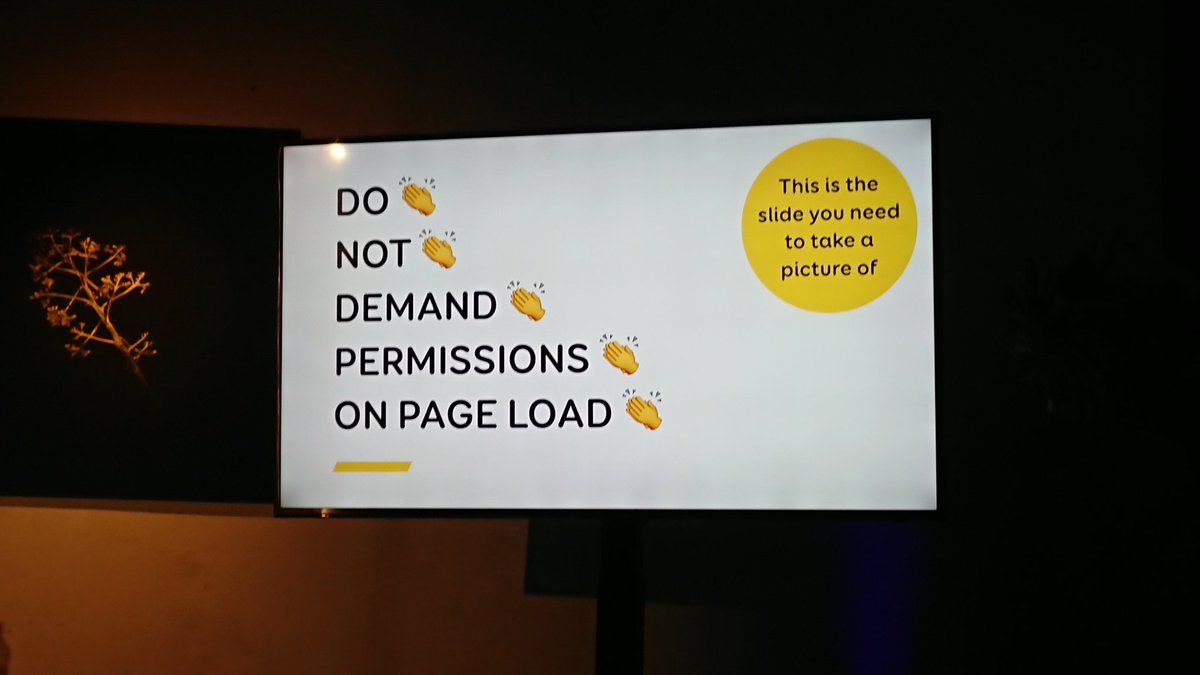 DO 👏
NOT 👏
DEMAND 👏
PERMISSIONS 👏
ON PAGE LOAD 👏
This is the
slide you need
to take a
picture of